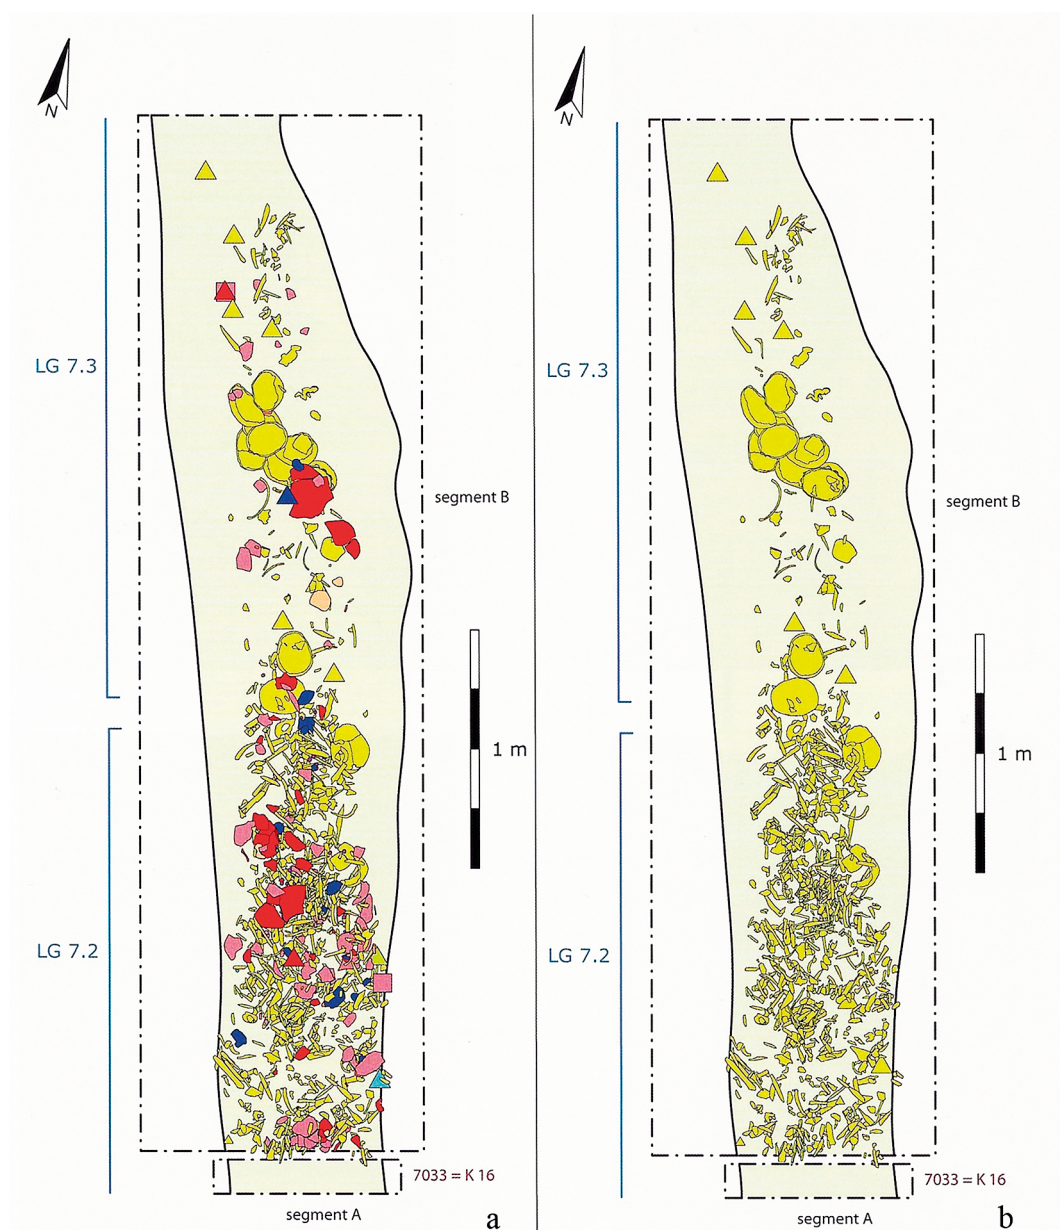 N
LG 7.3
segment B
1 m
LG 7.2
7033 = K 16
segment A
a
N
LG 7.3
segment B
1 m
LG 7.2
7033 = K 16
segment A
b